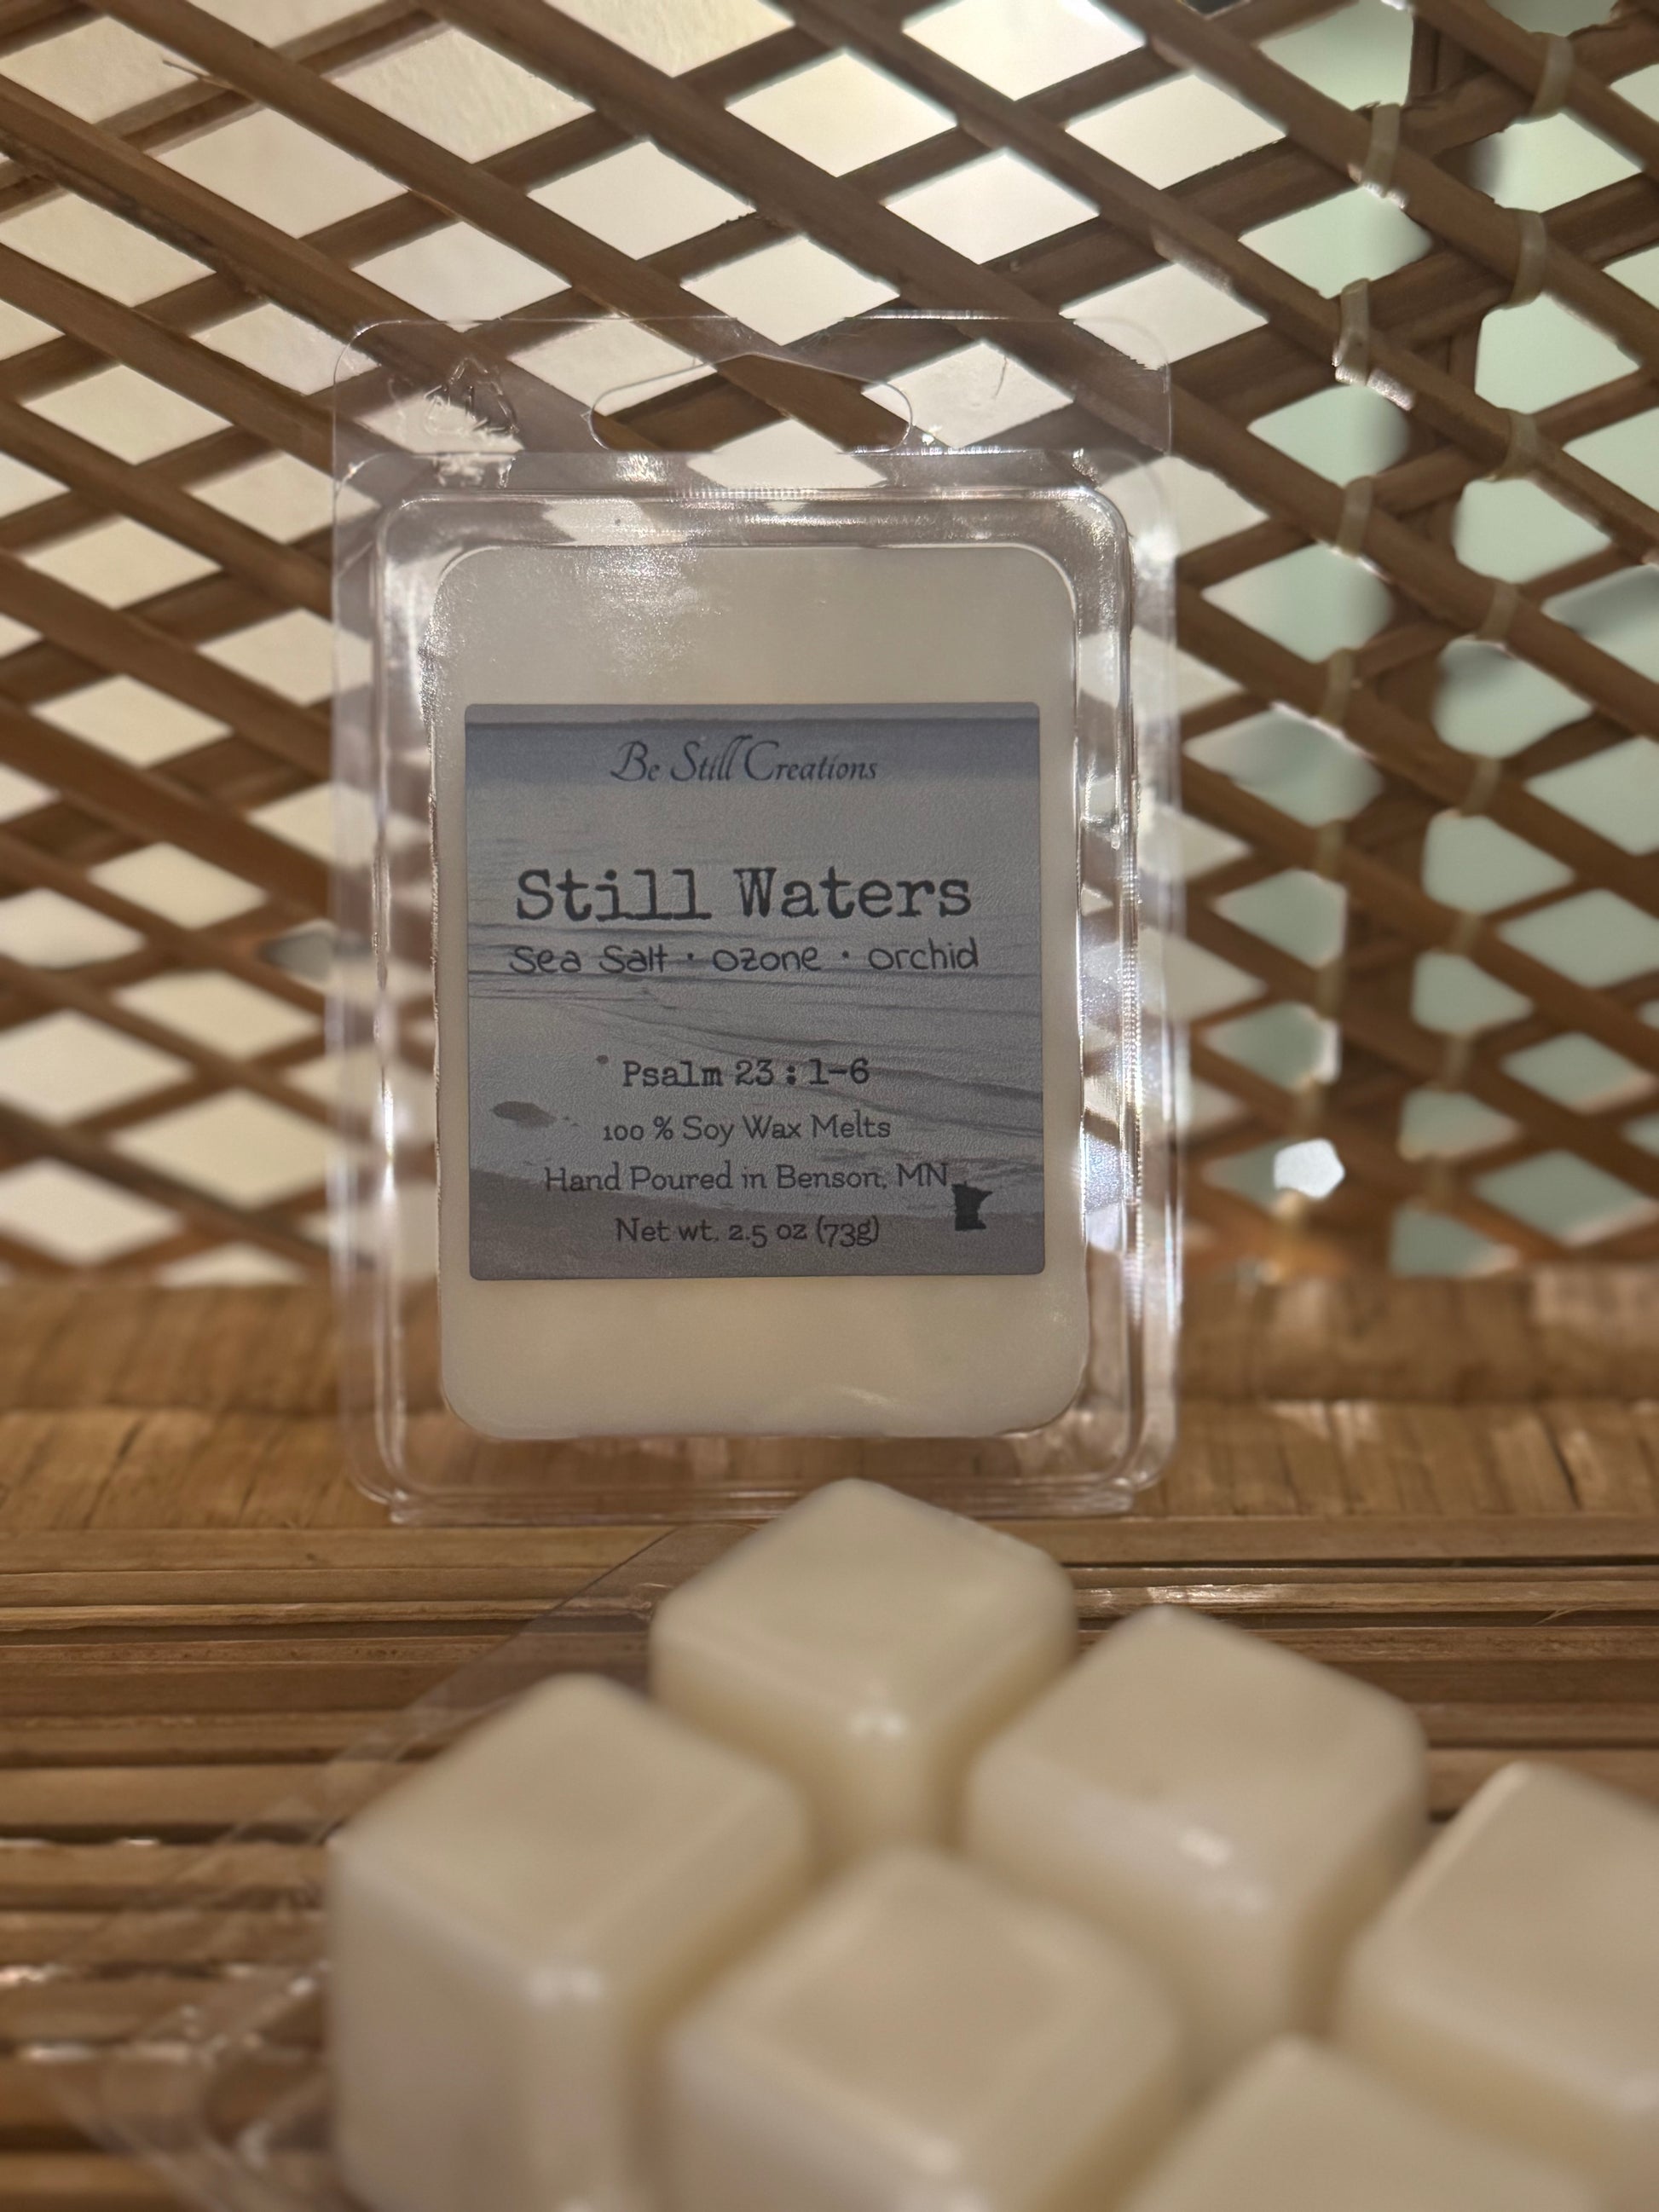 Be Still Creations
Still Waters
Sea Salt · Ozone · Orchid
Psalm 23 : 1-6
100 % Soy Wax Melts
Hand Poured in Benson, MN
Net wt. 2.5 oz (73g)